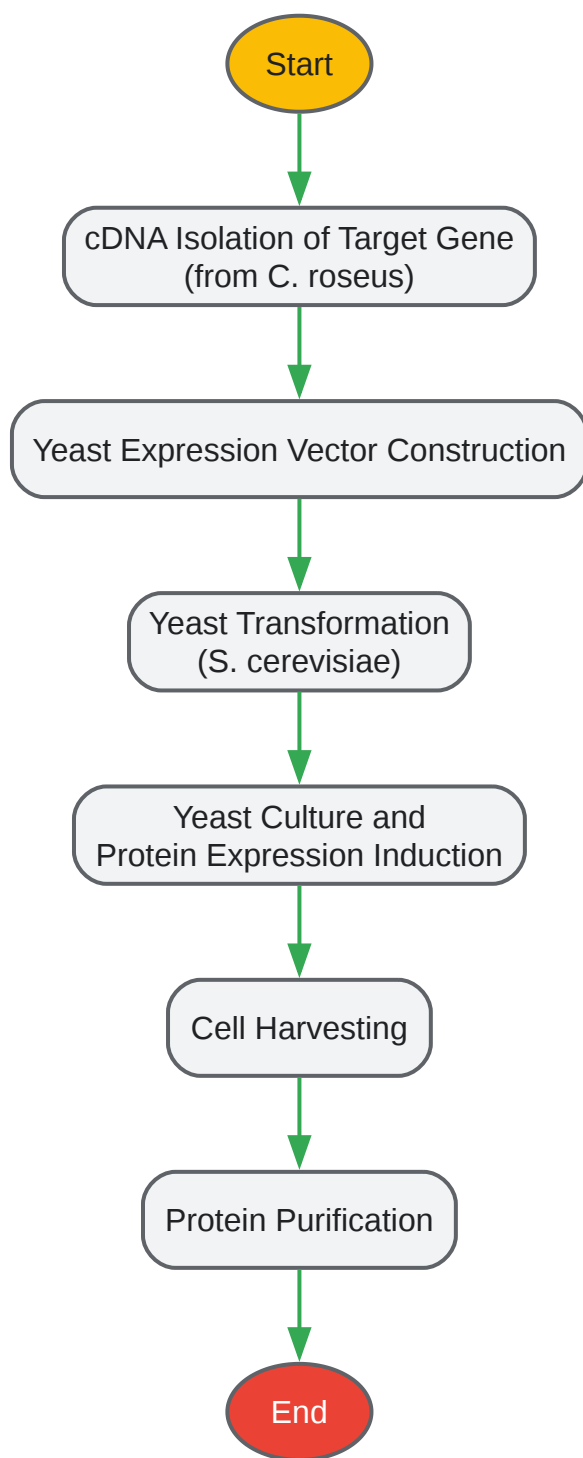 Start
cDNA Isolation of Target Gene
(from C. roseus)
Yeast Expression Vector Construction
Yeast Transformation
(S. cerevisiae)
Yeast Culture and
Protein Expression Induction
Cell Harvesting
Protein Purification
End